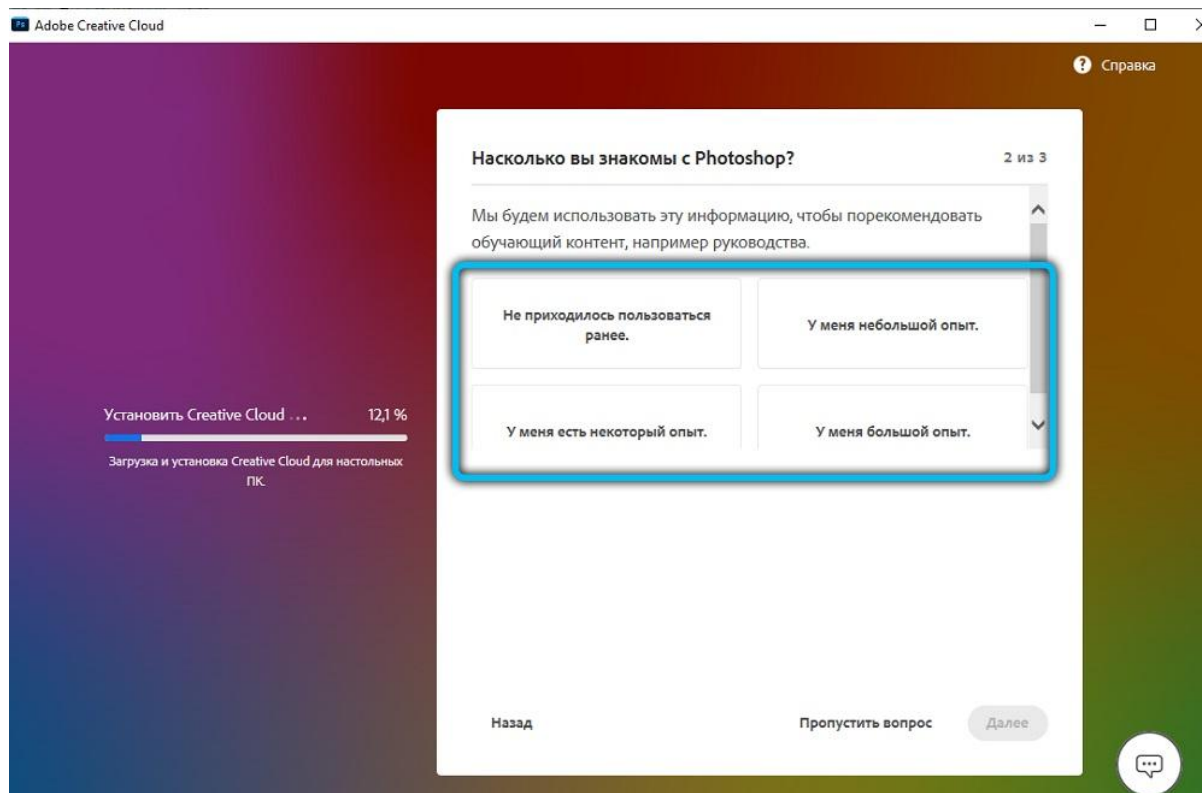 Ps Adobe Creative Cloud
? Справка
Насколько вы знакомы с Photoshop?
2 из 3
Мы будем использовать эту информацию, чтобы порекомендовать
обучающий контент, например руководства.
Не приходилось пользоваться
ранее.
У меня небольшой опыт.
У меня есть некоторый опыт.
У меня большой опыт.
Установить Creative Cloud ...
12,1 %
Загрузка и установка Creative Cloud для настольных
ПК.
Назад
Пропустить вопрос
Далее